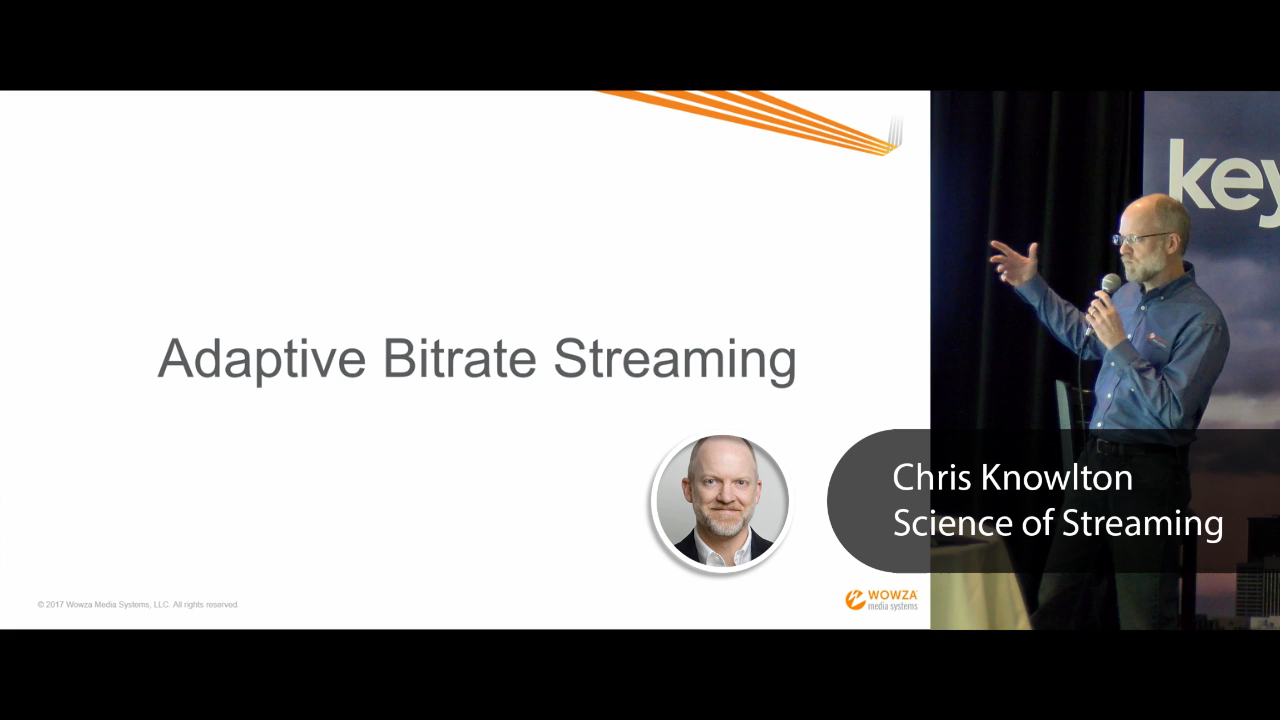 key
Adaptive Bitrate Streaming
Chris Knowlton
Science of Streaming
© 2017 Wowza Media Systems, LLC. All rights reserved.
WOWZA
media systems